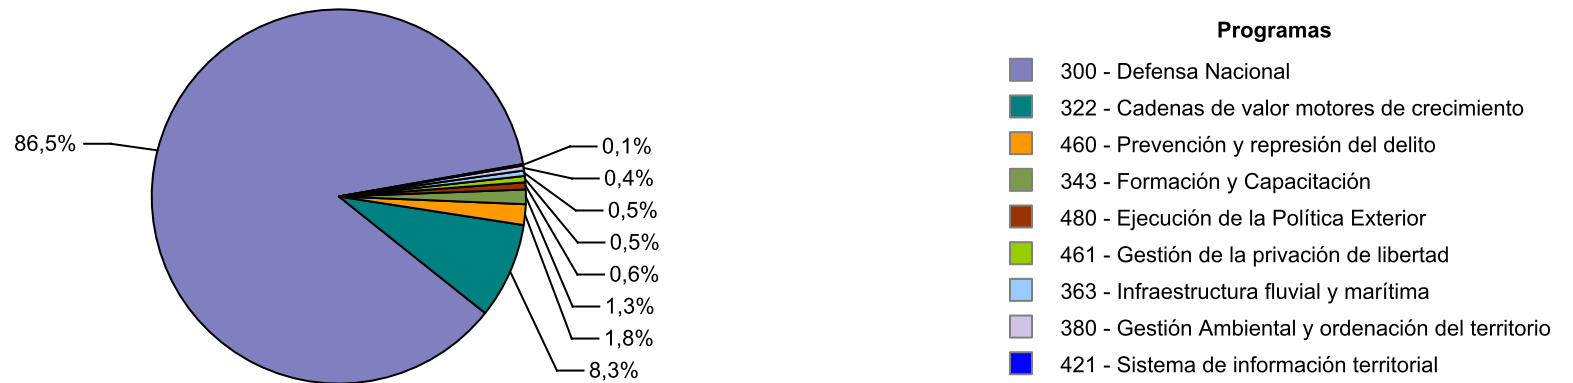 86,5%
0,1%
0,4%
0,5%
0,5%
0,6%
1,3%
1,8%
8,3%
Programas
300 - Defensa Nacional
322 - Cadenas de valor motores de crecimiento
460 - Prevención y represión del delito
343 - Formación y Capacitación
480 - Ejecución de la Política Exterior
461 - Gestión de la privación de libertad
363 - Infraestructura fluvial y marítima
380 - Gestión Ambiental y ordenación del territorio
421 - Sistema de información territorial